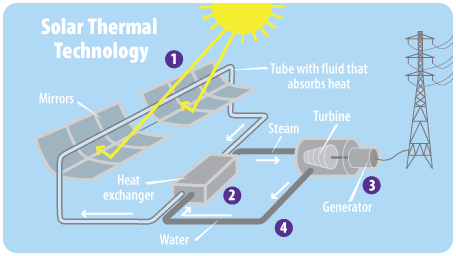 Solar Thermal
Technology
1
Tube with fluid that
absorbs heat
Mirrors
Turbine
Steam
Heat
exchanger
2
3
Generator
4
Water